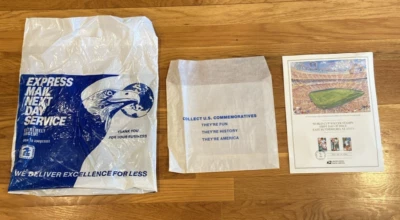 EXPRESS
MAIL
NEXT
DAY
SERVICE
THANK YOU
FOR YOUR BUSINESS
WE DELIVER EXCELLENCE FOR LESS
COLLECT U.S. COMMEMORATIVES
THEY'RE FUN
THEY'RE HISTORY
THEY'RE AMERICA